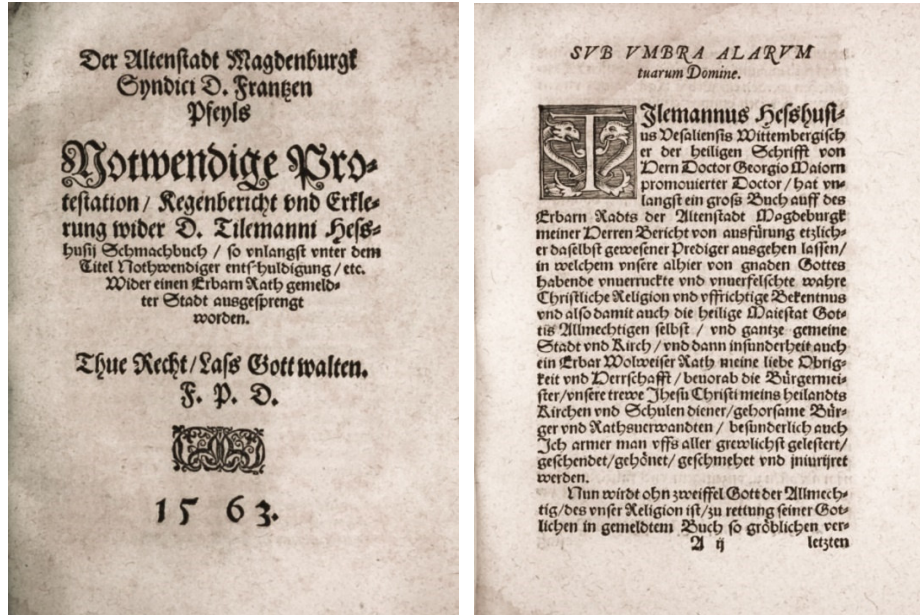 Der Altenstadt Magdenburgk
Syndici D. Frantzen
Pfeyls
Notwendige Pro-
testation / Kegenbericht vnd Erkle-
rung wider D. Tilemanni Hess-
husij Schmachbuch / so vnlangst vnter dem
Titel Nothwendiger entschuldigung / etc.
Wider einen Erbarn Rath gemeld-
ter Stadt ausgesprengt
worden.
Thue Recht / Lass Gott walten.
F. P. D.
1563.
SVB VMBRA ALARVM
tuarum Domine.
TIlemannus Hesshusi-
us Vesaliensis Wittembergisch
er der heiligen Schrifft von
Hern Doctor Georgio Maiorn
promouierter Doctor / hat vn-
langst ein gross Buch auff des
Erbarn Radts der Altenstadt Magdeburgk
meiner Herren Bericht von ausfürung etzlich-
er daselbst gewesener Prediger ausgehen lassen /
in welchem vnsere alhier von gnaden Gottes
habende vnuerruckte vnd vnuerfelschte wahre
Christliche Religion vnd vffrichtige Bekentnus
vnd also damit auch die heilige Maiestat Got-
tis Allmechtigen selbst / vnd gantze gemeine
Stadt vnd Kirch / vnd dann insunderheit auch
ein Erbar Wolweiser Rath meine liebe Obrig-
keit vnd Herrschafft / beuorab die Bürgermei-
ster / vnsere trewe Jhesu Christi meins heilandts
Kirchen vnd Schulen diener / gehorsame Bür-
ger vnd Rathsuerwandten / besunderlich auch
Ich armer man vffs aller grewlichst gelestert /
geschendet / gehönet / geschmehet vnd iniurijret
werden.
Nun wirdt ohn zweiffel Gott der Allmech-
tig / des vnser Religion ist / zu rettung seiner Got-
lichen in gemeldtem Buch so gröblichen ver-
A ij letzten